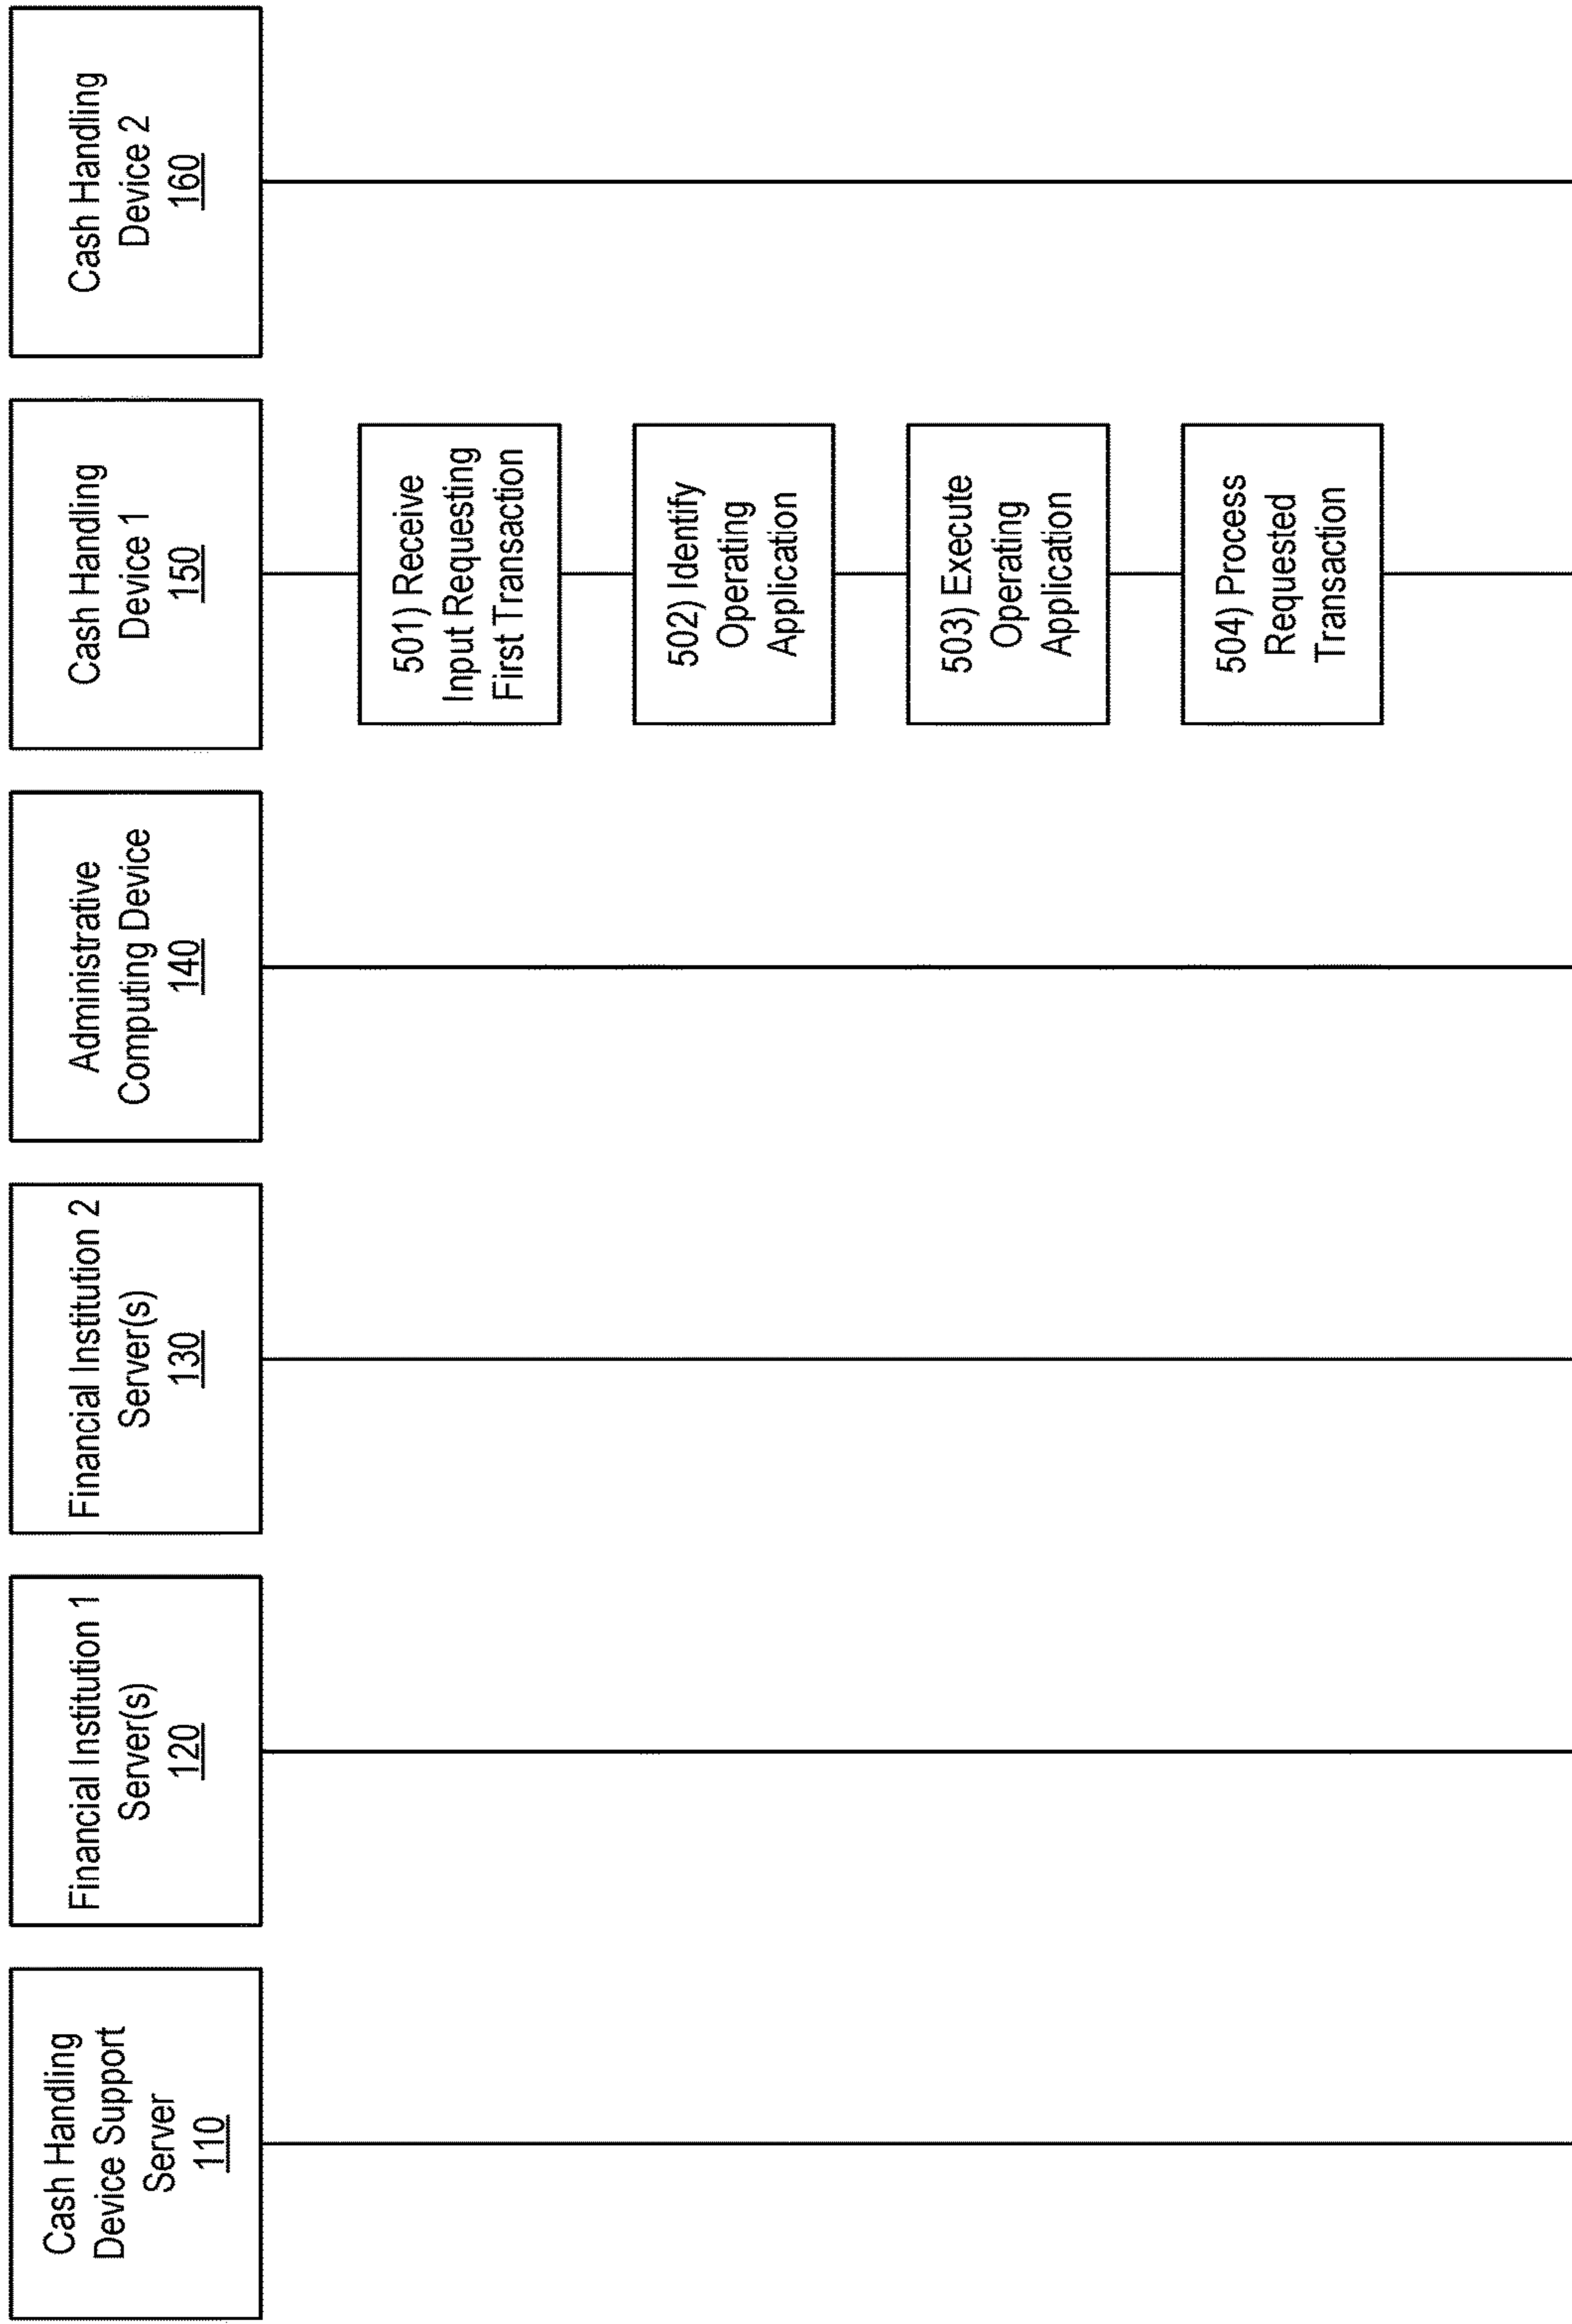 Cash Handling
Device Support
Server
110
Financial Institution 1
Server(s)
120
Financial Institution 2
Server(s)
130
Administrative
Computing Device
140
Cash Handling
Device 1
150
Cash Handling
Device 2
160
501) Receive
Input Requesting
First Transaction
502) Identify
Operating
Application
503) Execute
Operating
Application
504) Process
Requested
Transaction